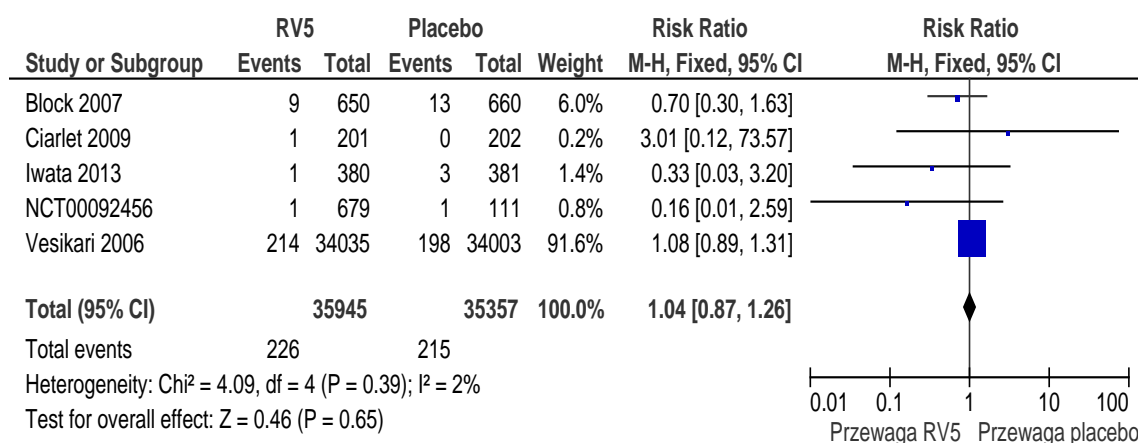 RV5 Placebo Risk Ratio Risk Ratio
Study or Subgroup Events Total Events Total Weight M-H, Fixed, 95% CI M-H, Fixed, 95% CI
Block 2007 9 650 13 660 6.0% 0.70 [0.30, 1.63]
Ciarlet 2009 1 201 0 202 0.2% 3.01 [0.12, 73.57]
Iwata 2013 1 380 3 381 1.4% 0.33 [0.03, 3.20]
NCT00092456 1 679 1 111 0.8% 0.16 [0.01, 2.59]
Vesikari 2006 214 34035 198 34003 91.6% 1.08 [0.89, 1.31]
Total (95% CI) 35945 35357 100.0% 1.04 [0.87, 1.26]
Total events 226 215
Heterogeneity: Chi² = 4.09, df = 4 (P = 0.39); I² = 2%
Test for overall effect: Z = 0.46 (P = 0.65)
0.01 0.1 1 10 100
Przewaga RV5 Przewaga placebo